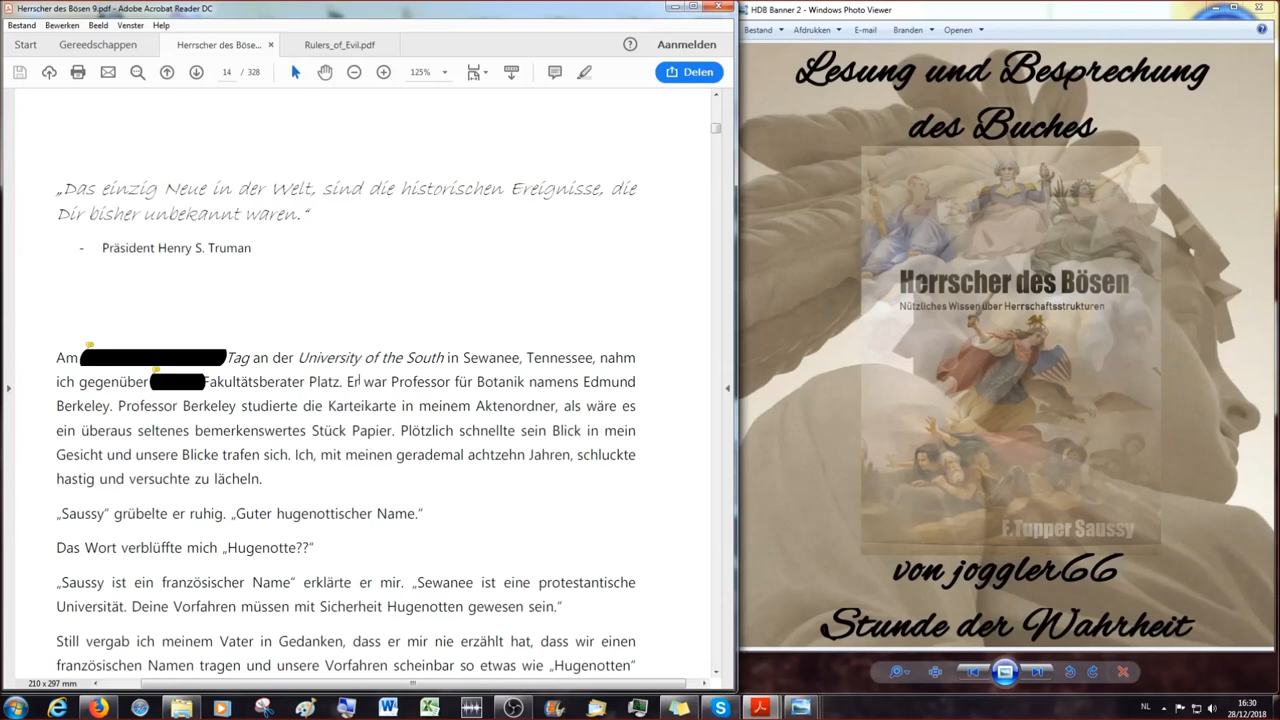 Herrscher des Bösen 9.pdf - Adobe Acrobat Reader DC
Bestand Bewerken Beeld Venster Help
Start Gereedschappen Herrscher des Böse... × Rulers_of_Evil.pdf Aanmelden
14 / 328 125% Delen
„Das einzig Neue in der Welt, sind die historischen Ereignisse, die
Dir bisher unbekannt waren.“
- Präsident Henry S. Truman
Am Tag an der University of the South in Sewanee, Tennessee, nahm
ich gegenüber Fakultätsberater Platz. Er war Professor für Botanik namens Edmund
Berkeley. Professor Berkeley studierte die Karteikarte in meinem Aktenordner, als wäre es
ein überaus seltenes bemerkenswertes Stück Papier. Plötzlich schnellte sein Blick in mein
Gesicht und unsere Blicke trafen sich. Ich, mit meinen gerademal achtzehn Jahren, schluckte
hastig und versuchte zu lächeln.
„Saussy“ grübelte er ruhig. „Guter hugenottischer Name.“
Das Wort verblüffte mich „Hugenotte??“
„Saussy ist ein französischer Name“ erklärte er mir. „Sewanee ist eine protestantische
Universität. Deine Vorfahren müssen mit Sicherheit Hugenotten gewesen sein.“
Still vergab ich meinem Vater in Gedanken, dass er mir nie erzählt hat, dass wir einen
französischen Namen tragen und unsere Vorfahren scheinbar so etwas wie „Hugenotten“
210 x 297 mm
HDB Banner 2 - Windows Photo Viewer
Bestand Afdrukken E-mail Branden Openen
Lesung und Besprechung
des Buches
Herrscher des Bösen
Nützliches Wissen über Herrschaftsstrukturen
F.Tupper Saussy
von joggler66
Stunde der Wahrheit
NL 16:30
28/12/2018